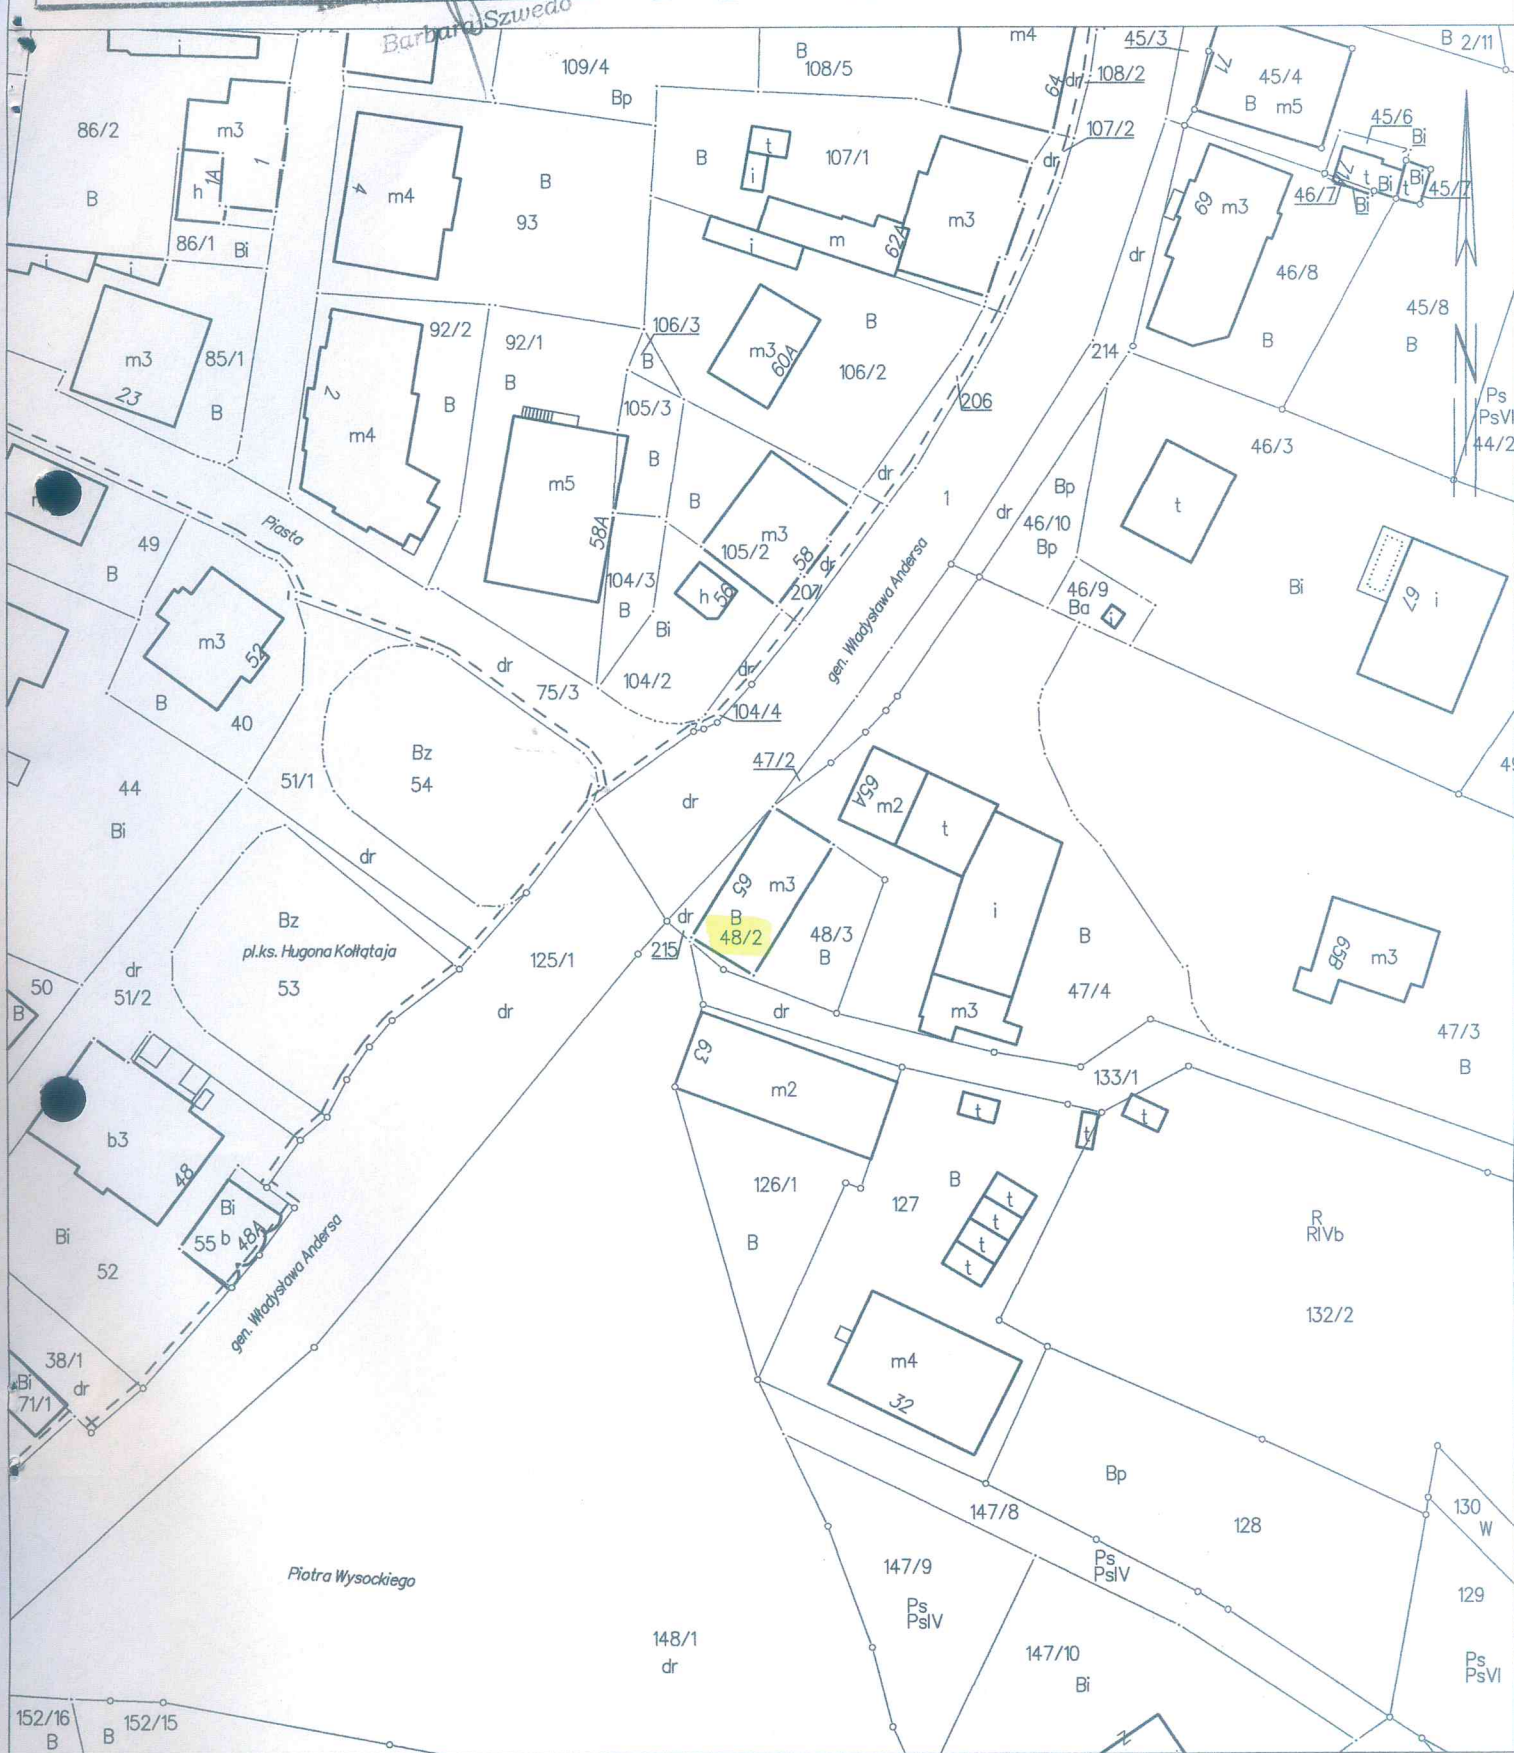 Barbara Szwedo
109/4
B
108/5
m4
45/3
B 2/11
Bp
64
dr
108/2
71
45/4
B m5
86/2
m3
1
107/2
45/6
Bi
B
h
1A
4
m4
B
93
B
t
i
107/1
dr
69
m3
46/7
t
Bi
t
Bi
45/7
Bi
86/1
Bi
i
m
62A
m3
dr
46/8
i
i
45/8
92/2
92/1
106/3
B
m3
60A
B
106/2
214
B
B
m3
23
85/1
B
2
m4
B
B
105/3
206
Ps
PsVI
44/2
46/3
B
m5
B
dr
1
Bp
dr
46/10
Bp
t
Piasta
49
B
58A
105/2
m3
58
dr
207
gen. Władysława Andersa
104/3
B
h
56
46/9
Ba
i
Bi
67
i
Bi
m3
52
B
40
dr
75/3
104/2
dr
104/4
Bz
54
51/1
47/2
44
Bi
dr
65A
m2
t
dr
65
m3
i
Bz
pl.ks. Hugona Kołłątaja
53
B
48/2
dr
215
48/3
B
B
47/4
65B
m3
125/1
dr
50
B
dr
51/2
dr
m3
47/3
B
63
m2
133/1
t
t
t
b3
48
126/1
B
B
127
t
t
t
t
R
RIVb
Bi
55
b
48A
Bi
52
gen. Władysława Andersa
132/2
38/1
dr
Bi
71/1
m4
32
Bp
128
130
W
147/8
147/9
Ps
PsIV
Ps
PsIV
129
Piotra Wysockiego
148/1
dr
147/10
Bi
Ps
PsVI
152/16
B
B
152/15